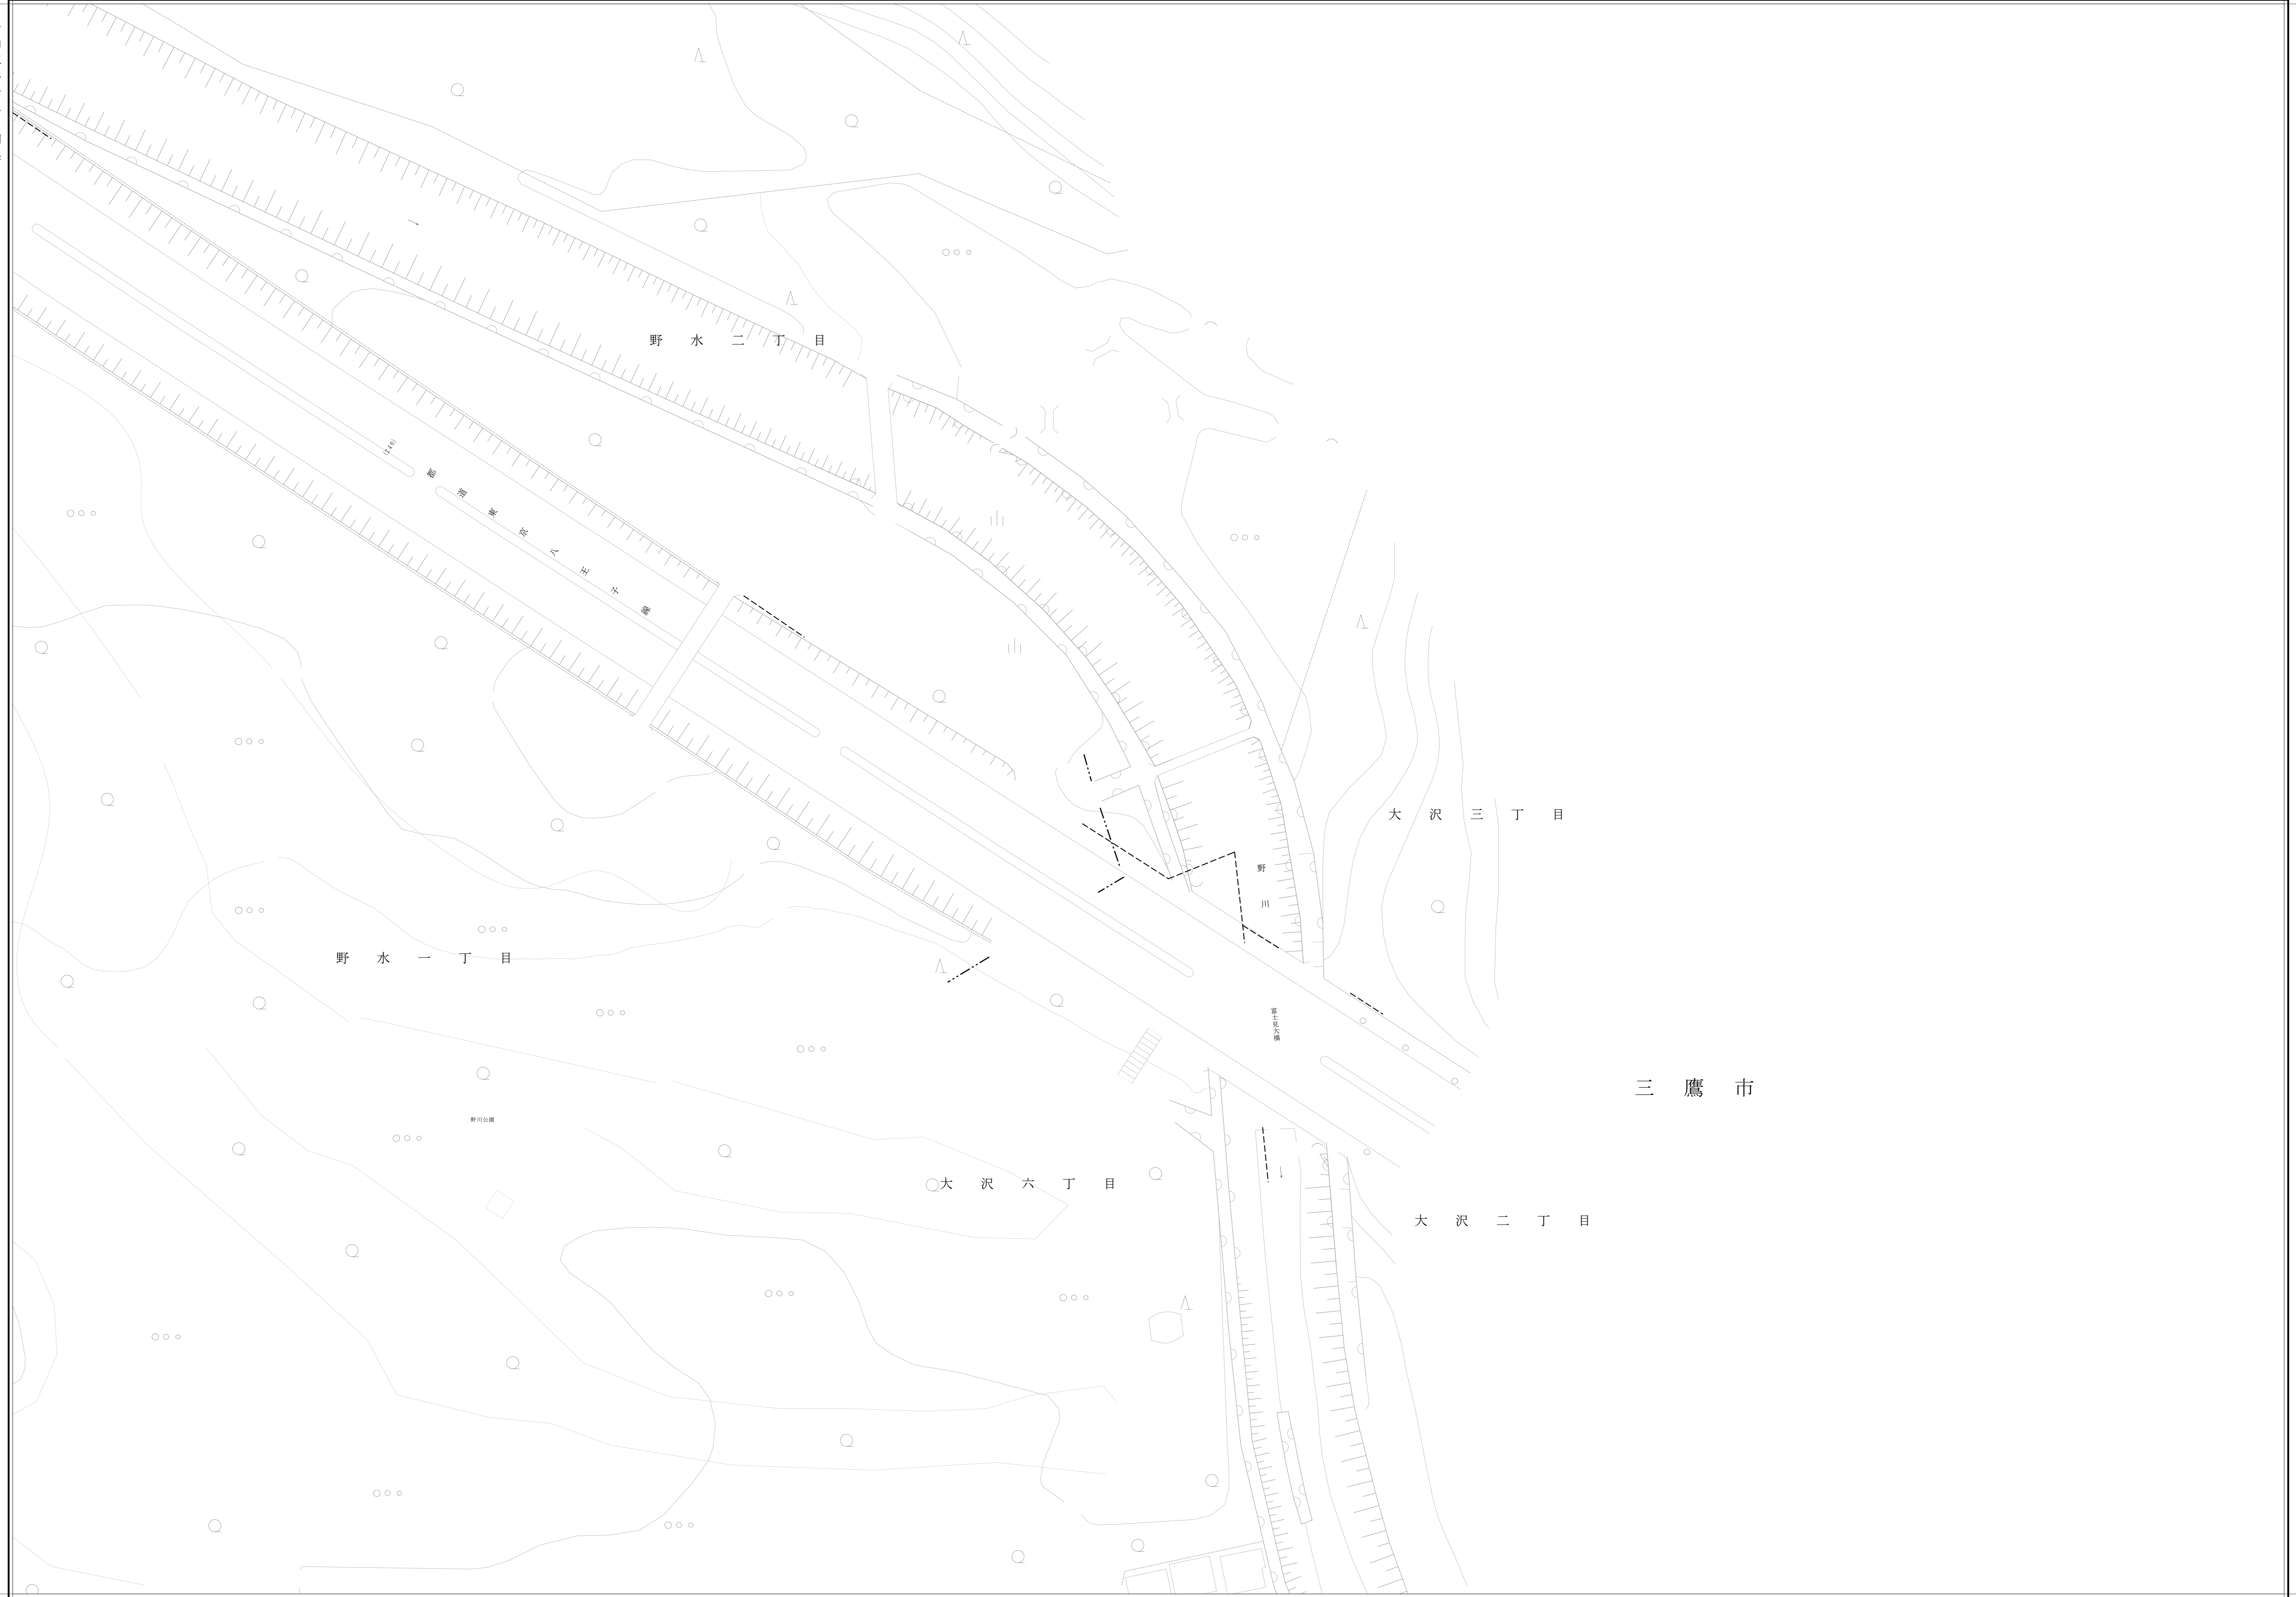 野水二丁目
(246)
都道東京八王子線
大沢三丁目
野川
野水一丁目
富士見大橋
三鷹市
野川公園
大沢六丁目
大沢二丁目